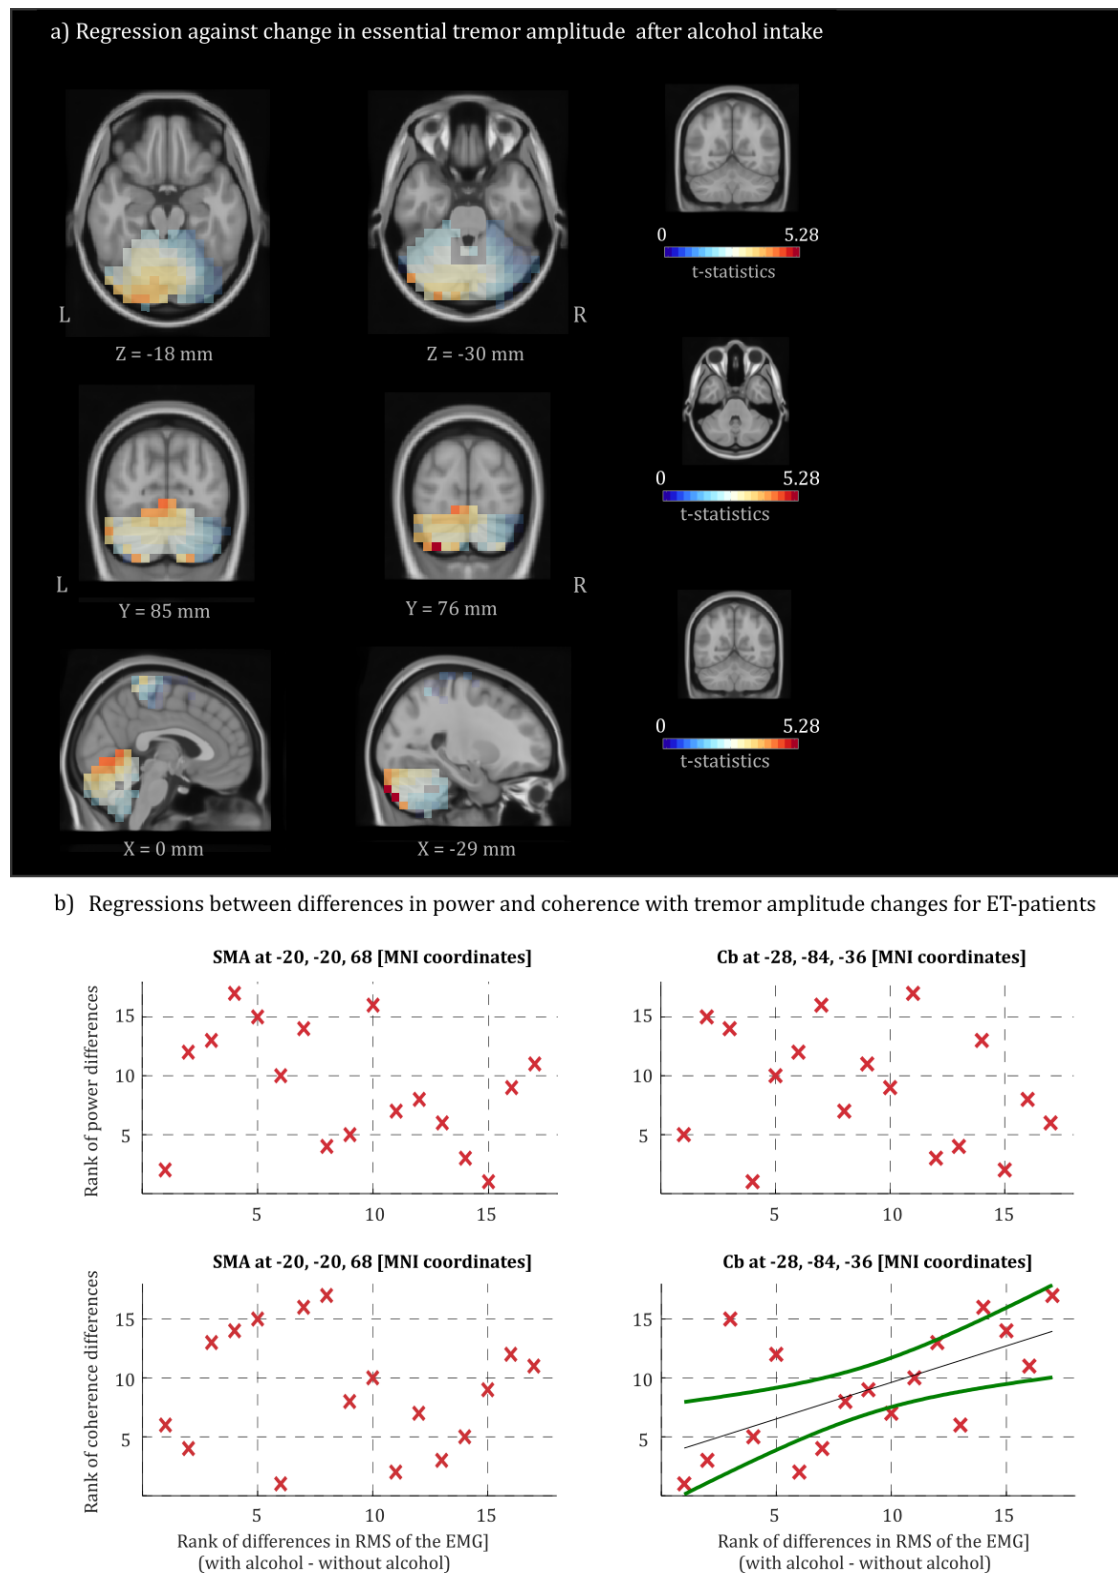 a) Regression against change in essential tremor amplitude after alcohol intake
0 5.28
t-statistics
L R
Z = -18 mm Z = -30 mm
0 5.28
t-statistics
L R
Y = 85 mm Y = 76 mm
0 5.28
t-statistics
X = 0 mm X = -29 mm
b) Regressions between differences in power and coherence with tremor amplitude changes for ET-patients
SMA at -20, -20, 68 [MNI coordinates]
Rank of power differences
15
10
5
5 10 15
Cb at -28, -84, -36 [MNI coordinates]
15
10
5
5 10 15
SMA at -20, -20, 68 [MNI coordinates]
Rank of coherence differences
15
10
5
5 10 15
Rank of differences in RMS of the EMG]
(with alcohol - without alcohol)
Cb at -28, -84, -36 [MNI coordinates]
15
10
5
5 10 15
Rank of differences in RMS of the EMG]
(with alcohol - without alcohol)